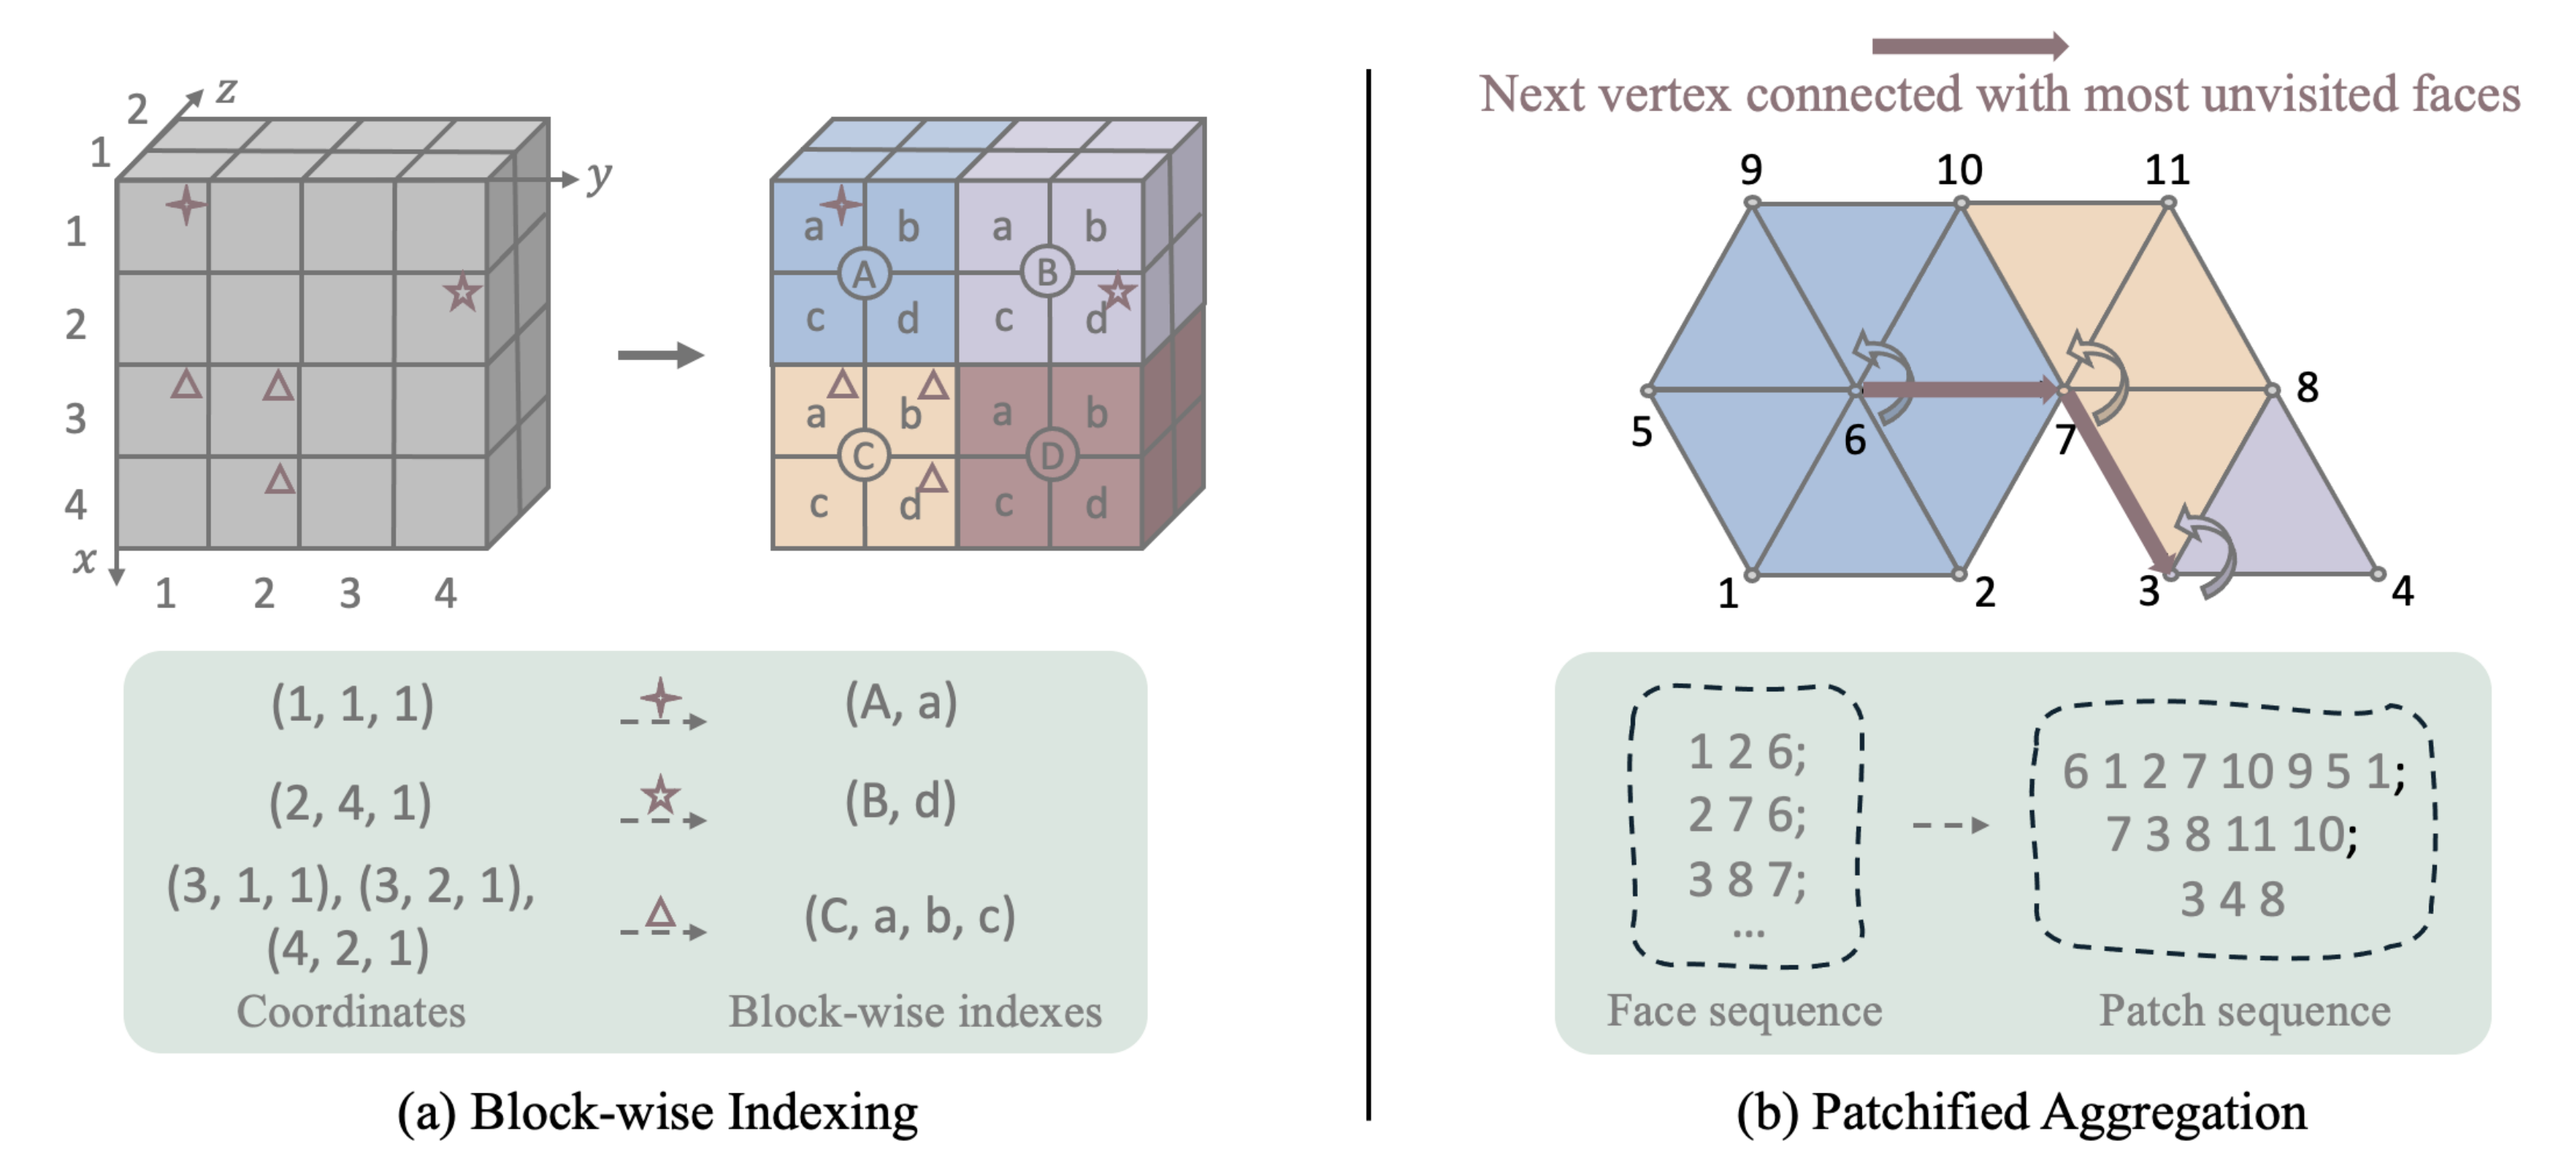 2
z
1
y
1
2
3
4
x
1 2 3 4
a b a b
A B
c d c d
a b a b
C D
c d c d
(1, 1, 1) (A, a)
(2, 4, 1) (B, d)
(3, 1, 1), (3, 2, 1),
(4, 2, 1)
(C, a, b, c)
Coordinates Block-wise indexes
(a) Block-wise Indexing
Next vertex connected with most unvisited faces
9 10 11
5 6 7 8
1 2 3 4
1 2 6;
2 7 6;
3 8 7;
...
Face sequence
6 1 2 7 10 9 5 1;
7 3 8 11 10;
3 4 8
Patch sequence
(b) Patchified Aggregation